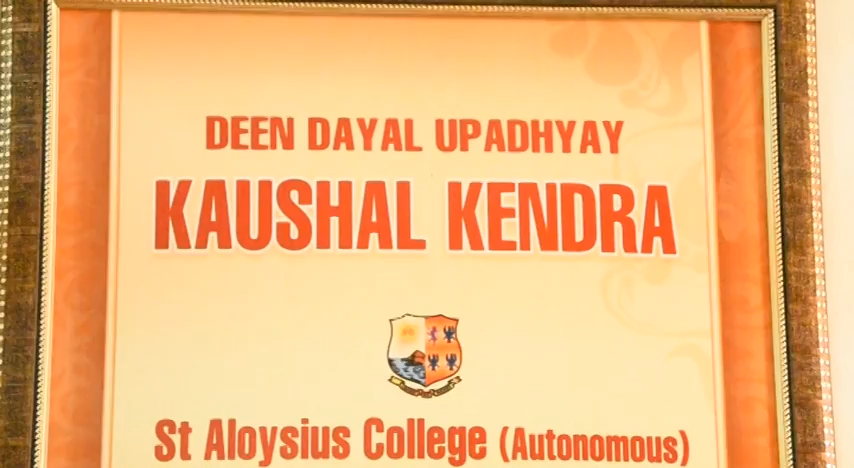 DEEN DAYAL UPADHYAY
KAUSHAL KENDRA
St Aloysius College (Autonomous)